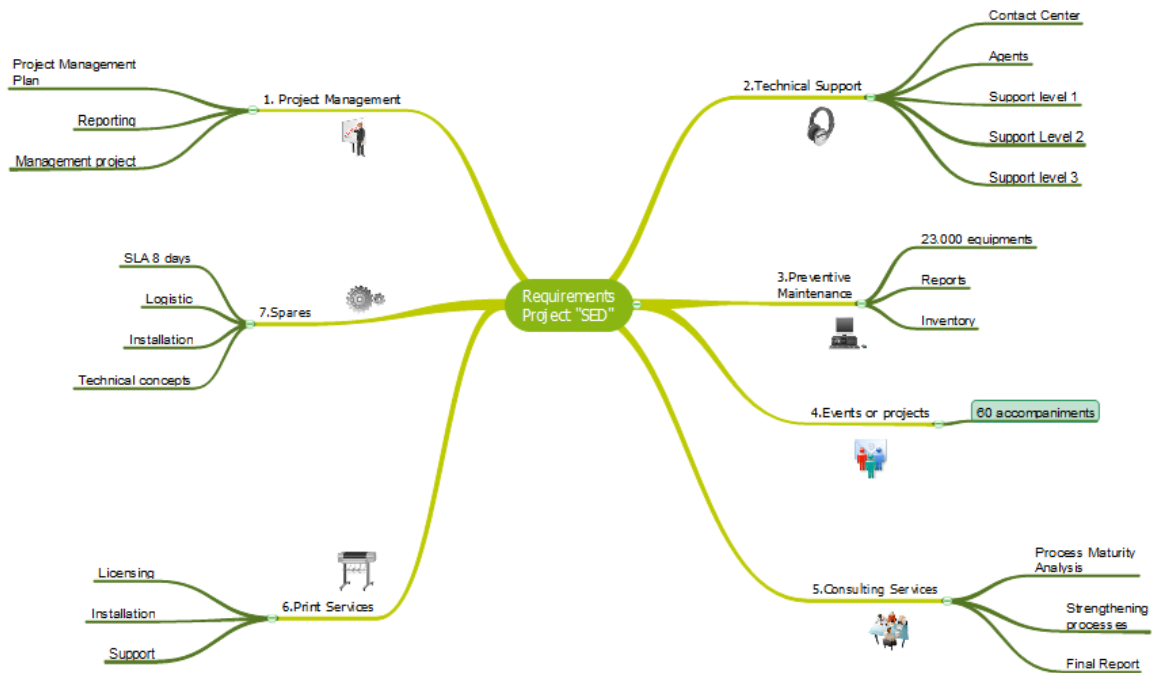 Requirements
Project "SED"
1. Project Management
Project Management
Plan
Reporting
Management project
2.Technical Support
Contact Center
Agents
Support level 1
Support Level 2
Support level 3
3.Preventive
Maintenance
23.000 equipments
Reports
Inventory
4.Events or projects
60 accompaniments
5.Consulting Services
Process Maturity
Analysis
Strengthening
processes
Final Report
6.Print Services
Licensing
Installation
Support
7.Spares
SLA 8 days
Logistic
Installation
Technical concepts